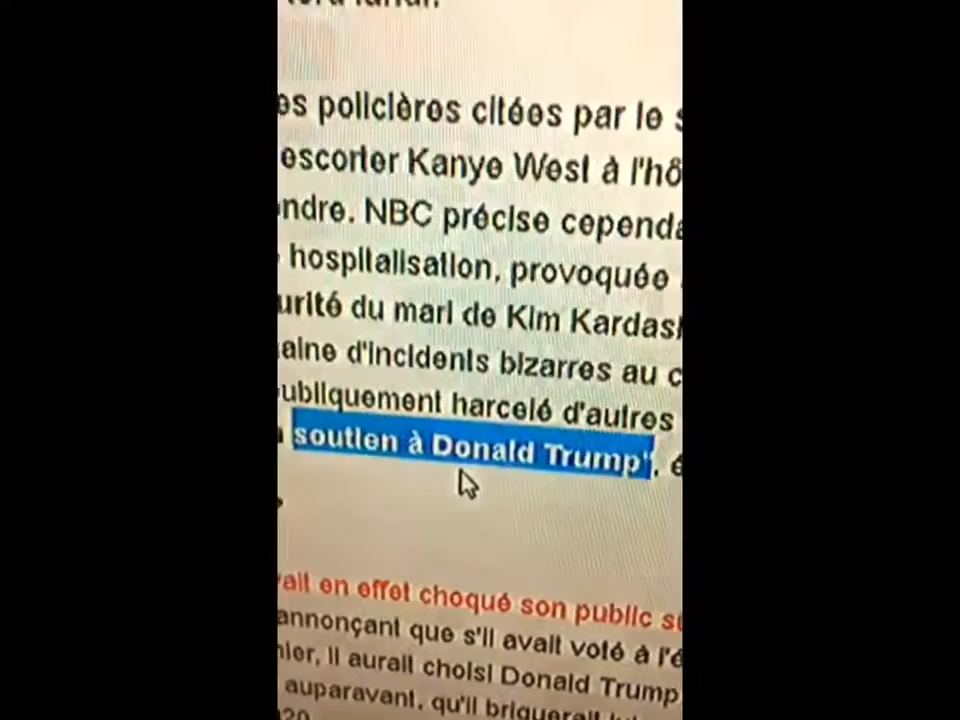 es policières citées par le s
escorter Kanye West à l'hô
ndre. NBC précise cependa
hospitalisation, provoquée
urité du mari de Kim Kardas
aine d'incidents bizarres au c
ubliquement harcelé d'autres
soutien à Donald Trump", é
ait en effet choqué son public su
annonçant que s'il avait voté à l'é
ier, il aurait choisi Donald Trump
auparavant, qu'il briguerait
020